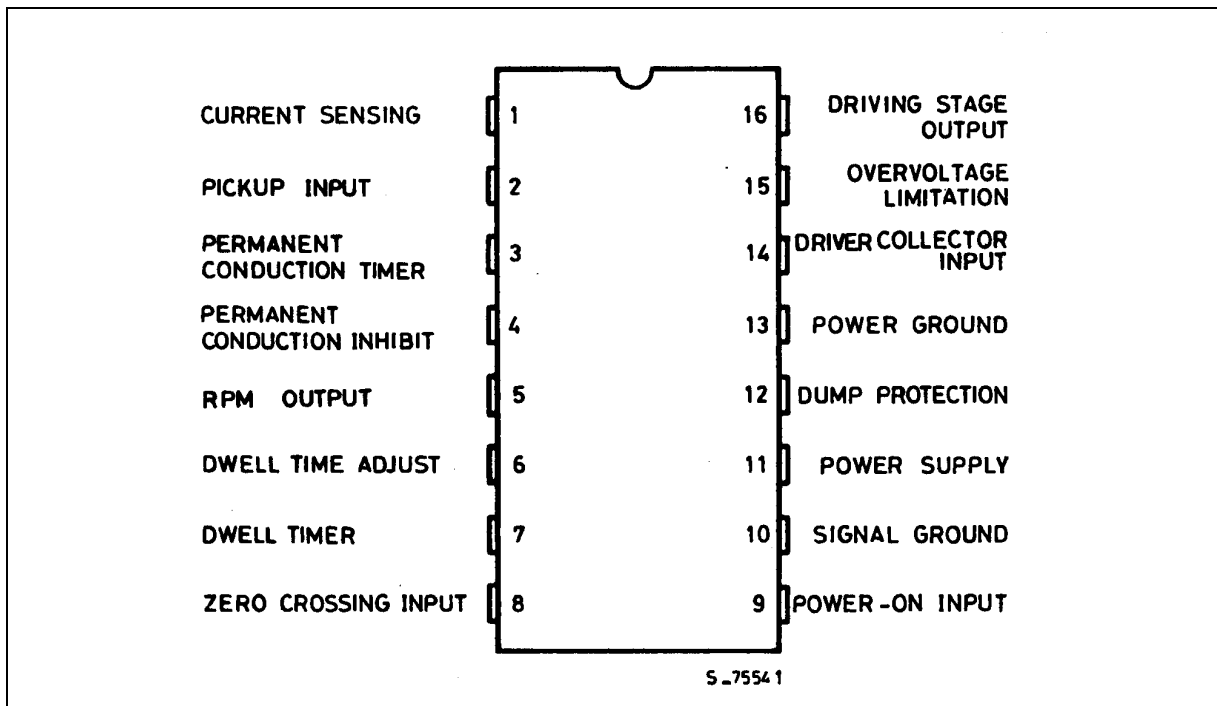 CURRENT SENSING
PICKUP INPUT
PERMANENT
CONDUCTION TIMER
PERMANENT
CONDUCTION INHIBIT
RPM OUTPUT
DWELL TIME ADJUST
DWELL TIMER
ZERO CROSSING INPUT
1
2
3
4
5
6
7
8
16
15
14
13
12
11
10
9
DRIVING STAGE
OUTPUT
OVERVOLTAGE
LIMITATION
DRIVER COLLECTOR
INPUT
POWER GROUND
DUMP PROTECTION
POWER SUPPLY
SIGNAL GROUND
POWER-ON INPUT
S-75541